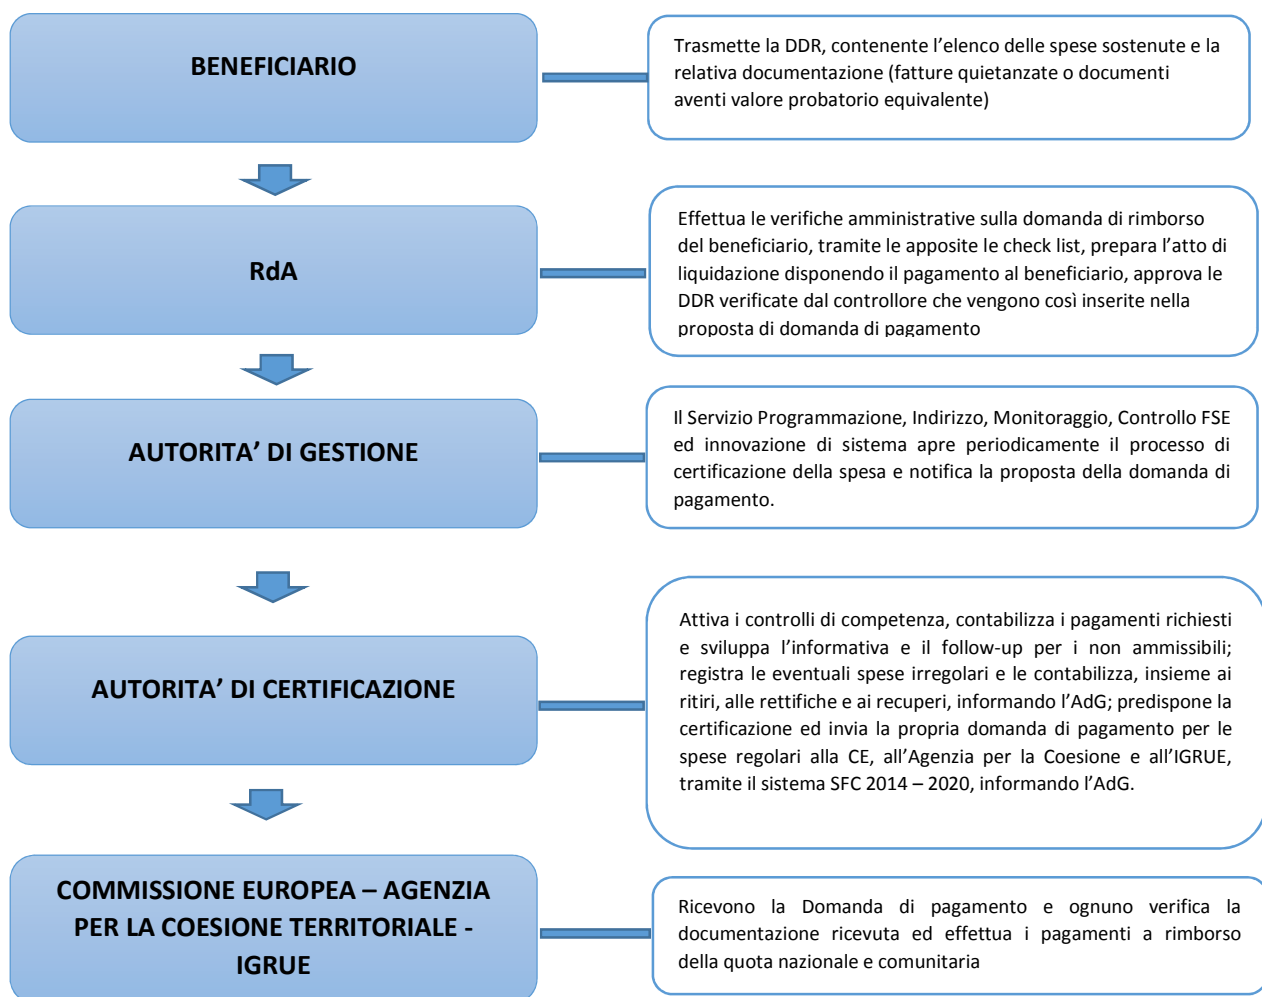 BENEFICIARIO
Trasmette la DDR, contenente l’elenco delle spese sostenute e la
relativa documentazione (fatture quietanzate o documenti
aventi valore probatorio equivalente)
RdA
Effettua le verifiche amministrative sulla domanda di rimborso
del beneficiario, tramite le apposite le check list, prepara l’atto di
liquidazione disponendo il pagamento al beneficiario, approva le
DDR verificate dal controllore che vengono così inserite nella
proposta di domanda di pagamento
AUTORITA’ DI GESTIONE
Il Servizio Programmazione, Indirizzo, Monitoraggio, Controllo FSE
ed innovazione di sistema apre periodicamente il processo di
certificazione della spesa e notifica la proposta della domanda di
pagamento.
AUTORITA’ DI CERTIFICAZIONE
Attiva i controlli di competenza, contabilizza i pagamenti richiesti
e sviluppa l’informativa e il follow-up per i non ammissibili;
registra le eventuali spese irregolari e le contabilizza, insieme ai
ritiri, alle rettifiche e ai recuperi, informando l’AdG; predispone la
certificazione ed invia la propria domanda di pagamento per le
spese regolari alla CE, all’Agenzia per la Coesione e all’IGRUE,
tramite il sistema SFC 2014 – 2020, informando l’AdG.
COMMISSIONE EUROPEA – AGENZIA
PER LA COESIONE TERRITORIALE -
IGRUE
Ricevono la Domanda di pagamento e ognuno verifica la
documentazione ricevuta ed effettua i pagamenti a rimborso
della quota nazionale e comunitaria